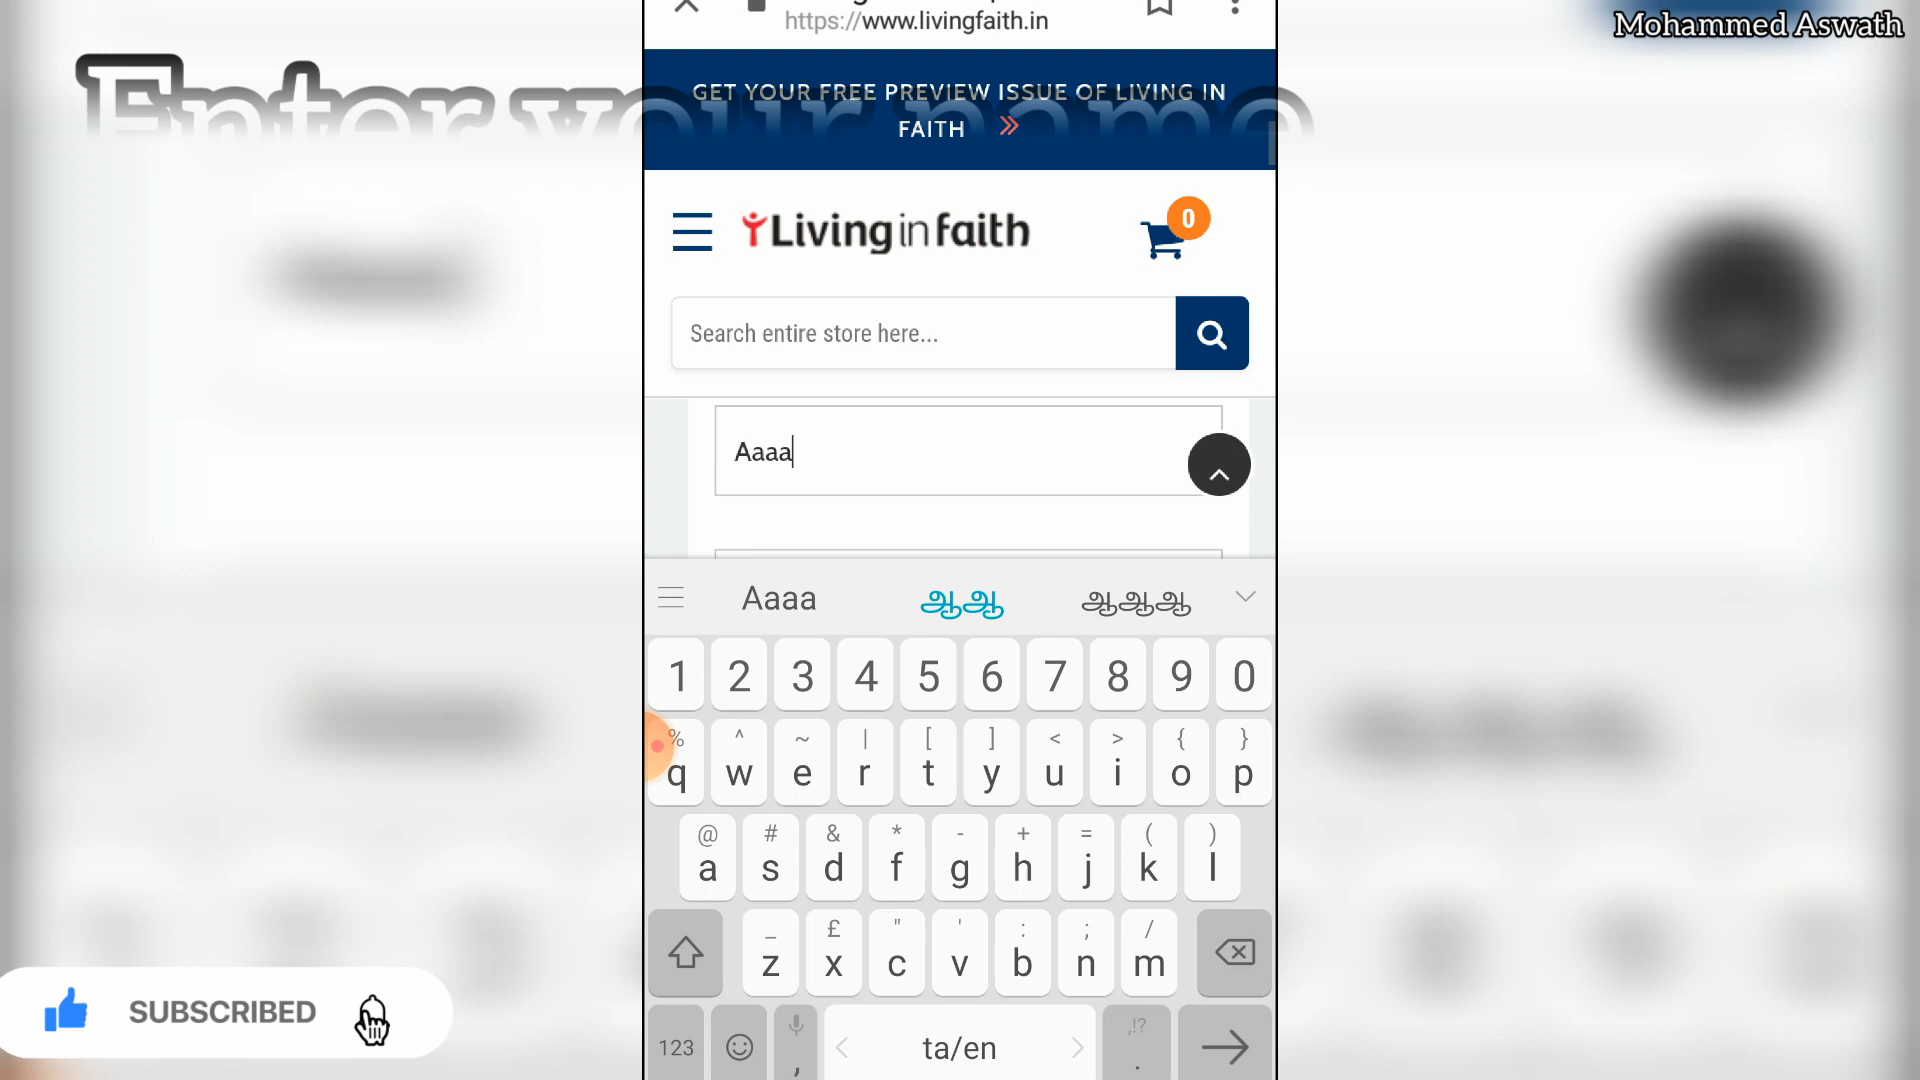 Mohammed Aswath
https://www.livingfaith.in
Enter your name
GET YOUR FREE PREVIEW ISSUE OF LIVING IN
FAITH »
Living in faith
0
Search entire store here...
Aaaa
Aaaa ஆஆ ஆஆஆ
1 2 3 4 5 6 7 8 9 0
% ^ ~ | [ ] < > { }
q w e r t y u i o p
@ # & * - + = ( )
a s d f g h j k l
_ £ " ' : ; /
z x c v b n m
,!?
123 , < ta/en > .
SUBSCRIBED